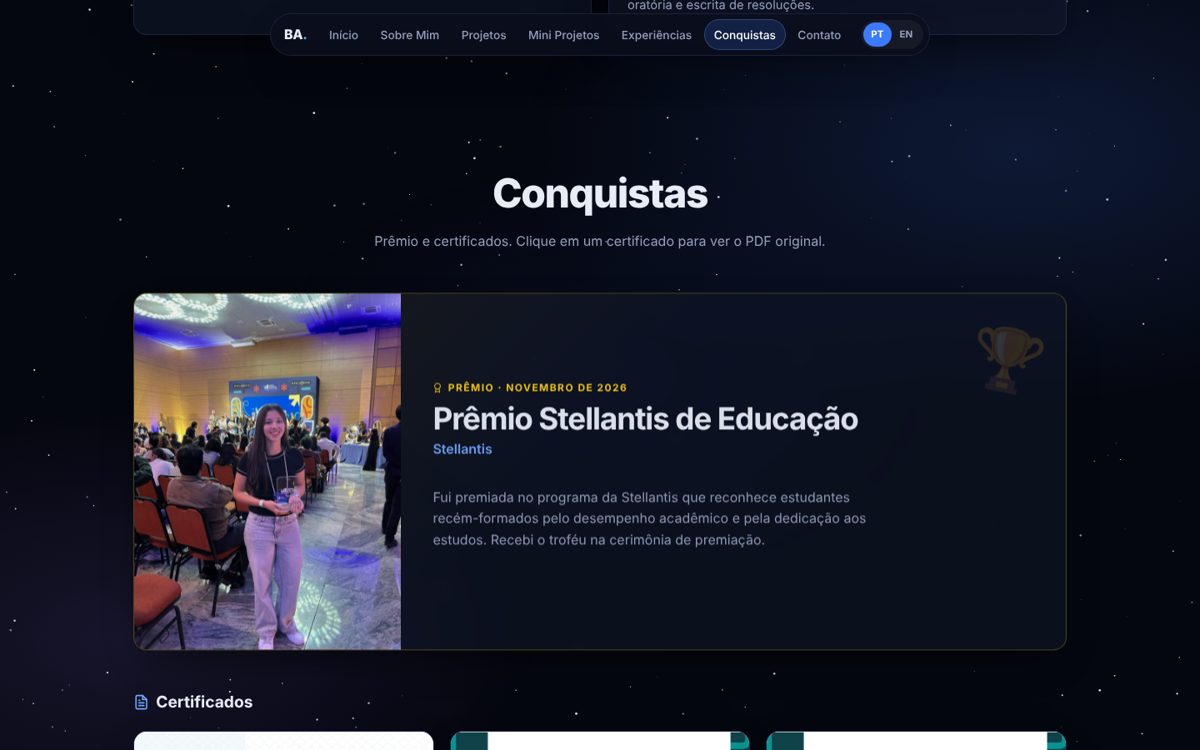 oratória e escrita de resoluções.
BA.
Início
Sobre Mim
Projetos
Mini Projetos
Experiências
Conquistas
Contato
PT
EN
Conquistas
Prêmio e certificados. Clique em um certificado para ver o PDF original.
PRÊMIO · NOVEMBRO DE 2026
Prêmio Stellantis de Educação
Stellantis
Fui premiada no programa da Stellantis que reconhece estudantes
recém-formados pelo desempenho acadêmico e pela dedicação aos
estudos. Recebi o troféu na cerimônia de premiação.
Certificados